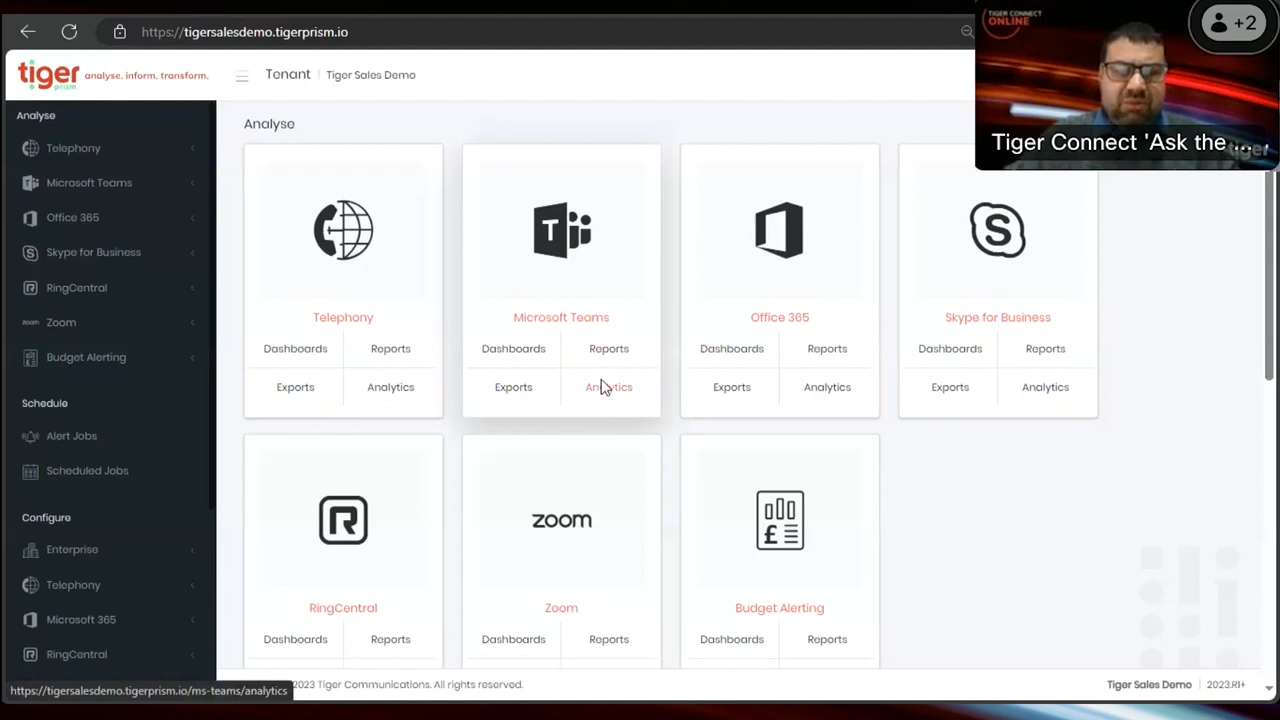 https://tigersalesdemo.tigerprism.io
TIGER CONNECT
ONLINE
+2
Tiger Connect 'Ask the ...
tiger
tiger
prism
analyse. inform. transform.
Tenant | Tiger Sales Demo
Analyse
Telephony
Microsoft Teams
Office 365
Skype for Business
RingCentral
zoom Zoom
Budget Alerting
Schedule
Alert Jobs
Scheduled Jobs
Configure
Enterprise
Telephony
Microsoft 365
RingCentral
https://tigersalesdemo.tigerprism.io/ms-teams/analytics
Analyse
Telephony
Dashboards Reports
Exports Analytics
Microsoft Teams
Dashboards Reports
Exports Analytics
Office 365
Dashboards Reports
Exports Analytics
Skype for Business
Dashboards Reports
Exports Analytics
RingCentral
Dashboards Reports
zoom
Zoom
Dashboards Reports
£
Budget Alerting
Dashboards Reports
2023 Tiger Communications. All rights reserved.
Tiger Sales Demo | 2023.R1+